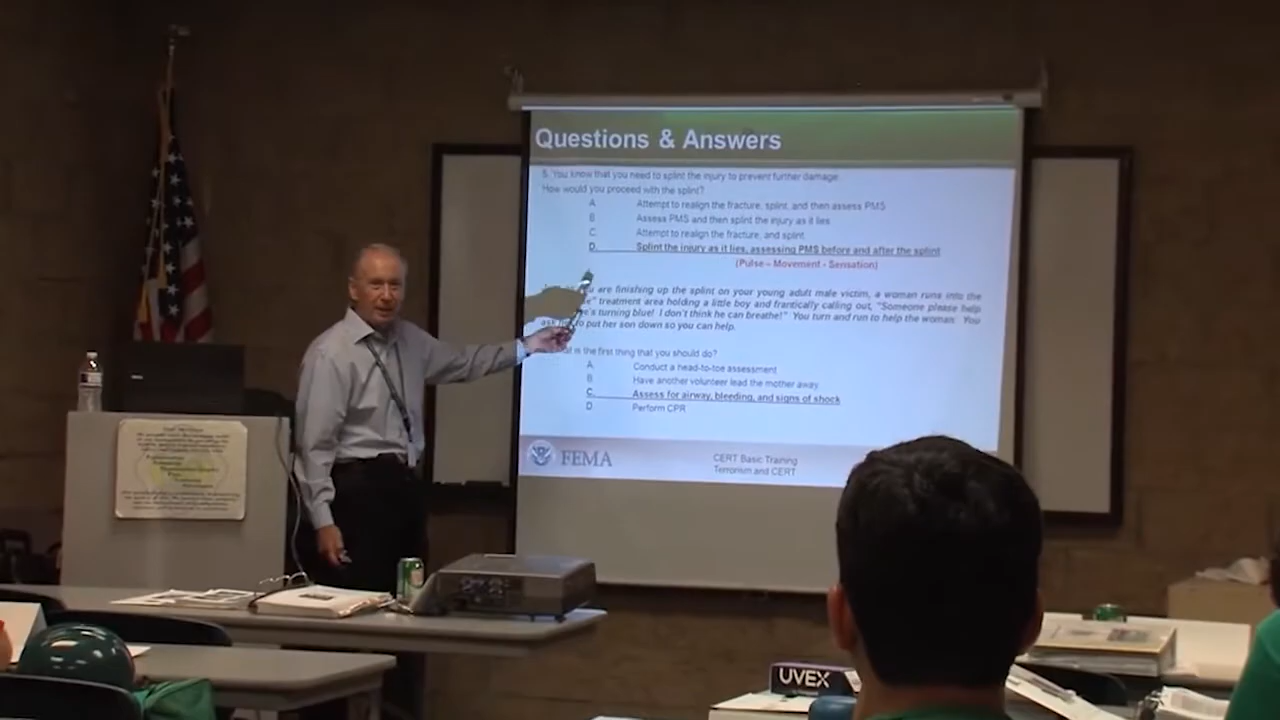 Questions & Answers
5. You know that you need to splint the injury to prevent further damage.
How would you proceed with the splint?
A. Attempt to realign the fracture, splint, and then assess PMS
B. Assess PMS and then splint the injury as it lies
C. Attempt to realign the fracture, and splint
D. Splint the injury as it lies, assessing PMS before and after the splint
(Pulse – Movement - Sensation)
are finishing up the splint on your young adult male victim, a woman runs into the
treatment area holding a little boy and frantically calling out, "Someone please help
turning blue! I don't think he can breathe!" You turn and run to help the woman. You
to put her son down so you can help.
is the first thing that you should do?
A. Conduct a head-to-toe assessment
B. Have another volunteer lead the mother away
C. Assess for airway, bleeding, and signs of shock
D. Perform CPR
FEMA
CERT Basic Training
Terrorism and CERT
UVEX